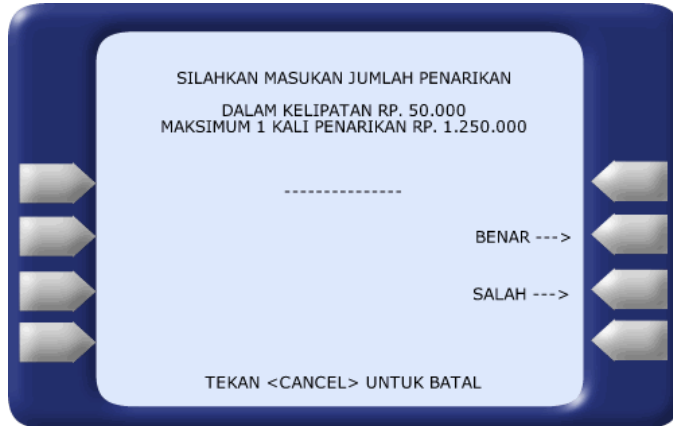 SILAHKAN MASUKAN JUMLAH PENARIKAN
DALAM KELIPATAN RP. 50.000
MAKSIMUM 1 KALI PENARIKAN RP. 1.250.000
---------------
BENAR --->
SALAH --->
TEKAN <CANCEL> UNTUK BATAL